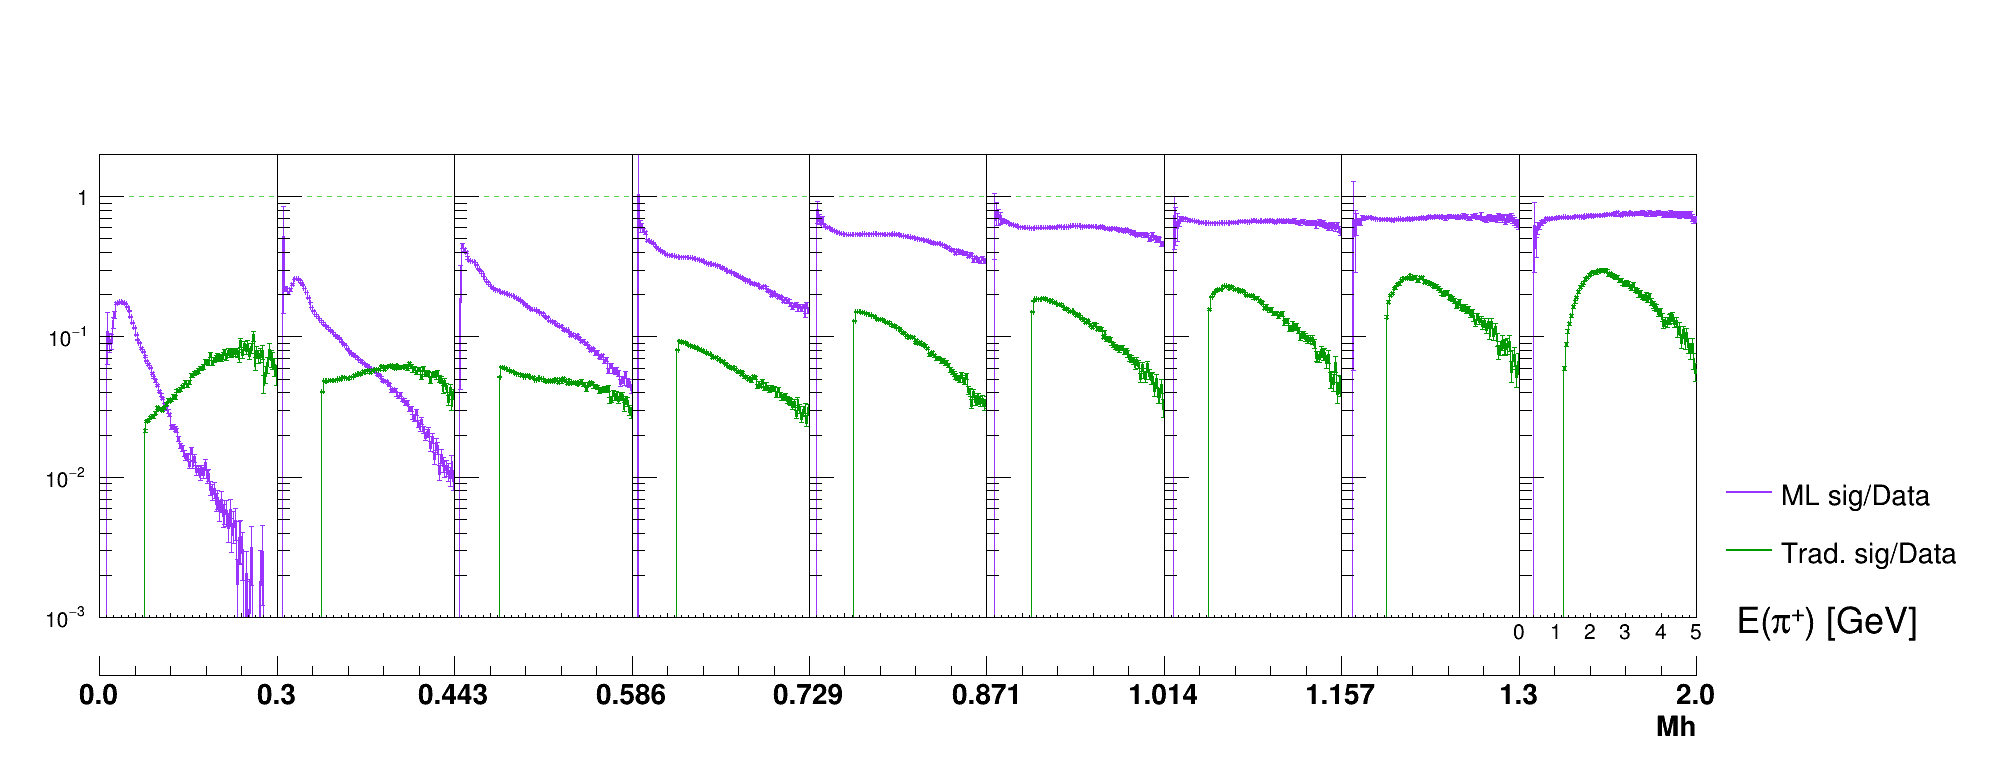 1
10⁻¹
10⁻²
10⁻³
ML sig/Data
Trad. sig/Data
E(π⁺) [GeV]
0 1 2 3 4 5
0.0 0.3 0.443 0.586 0.729 0.871 1.014 1.157 1.3 2.0
Mh